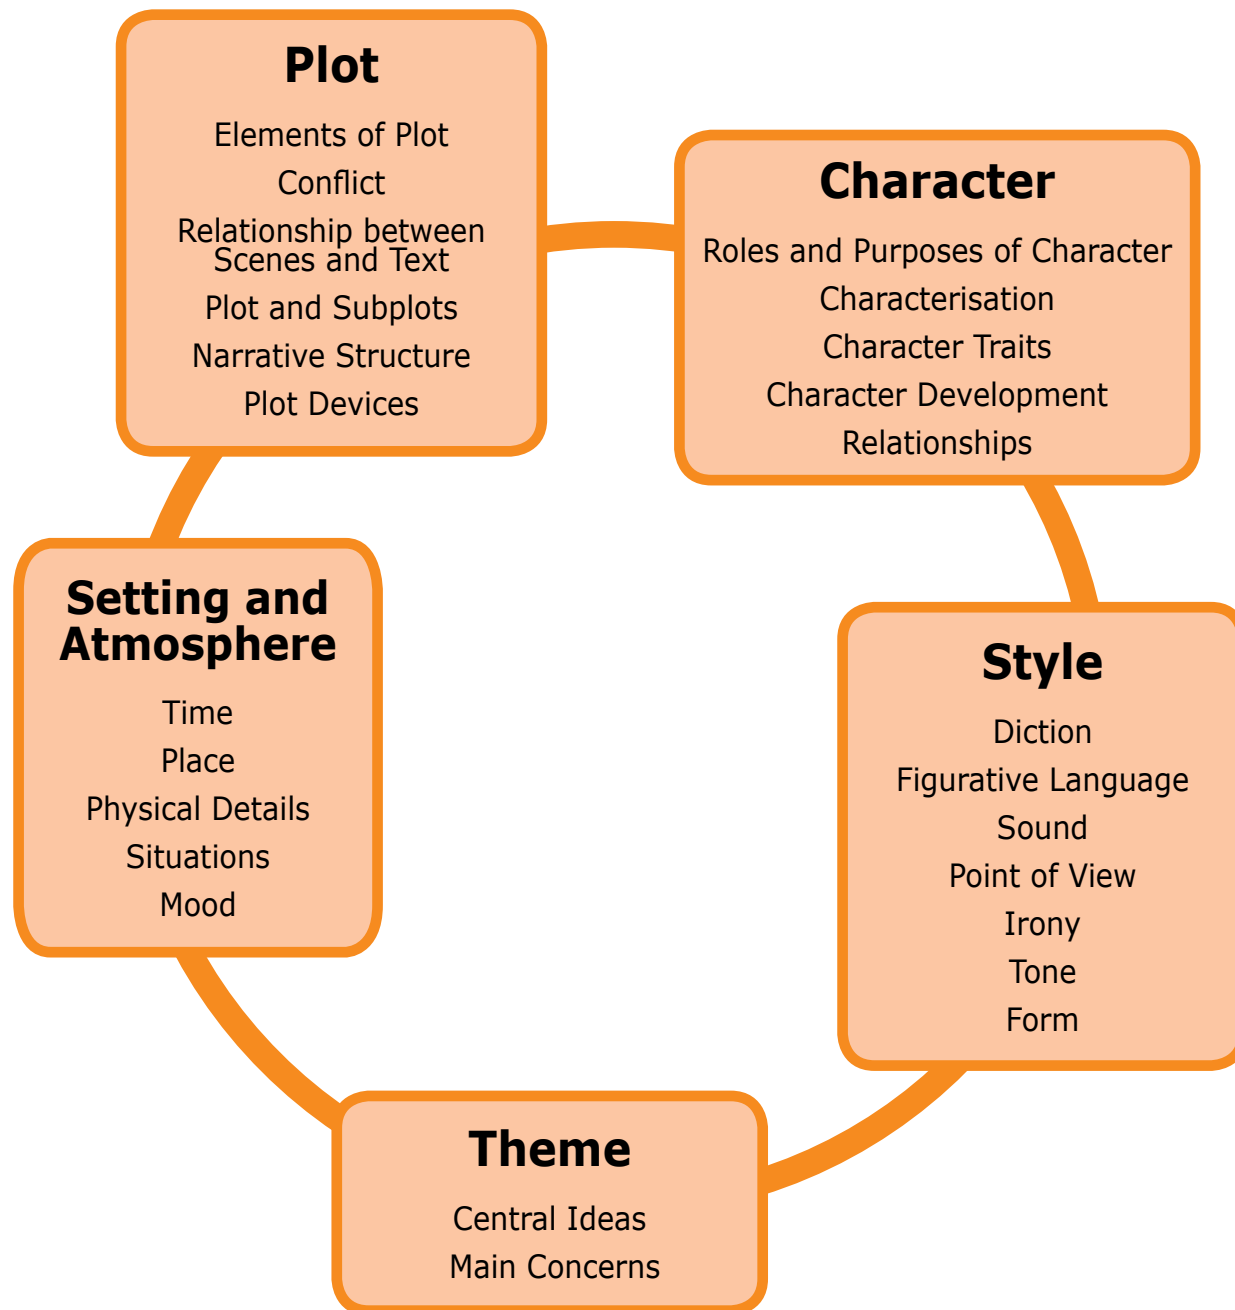 Plot
Elements of Plot
Conflict
Relationship between
Scenes and Text
Plot and Subplots
Narrative Structure
Plot Devices
Character
Roles and Purposes of Character
Characterisation
Character Traits
Character Development
Relationships
Setting and
Atmosphere
Time
Place
Physical Details
Situations
Mood
Style
Diction
Figurative Language
Sound
Point of View
Irony
Tone
Form
Theme
Central Ideas
Main Concerns